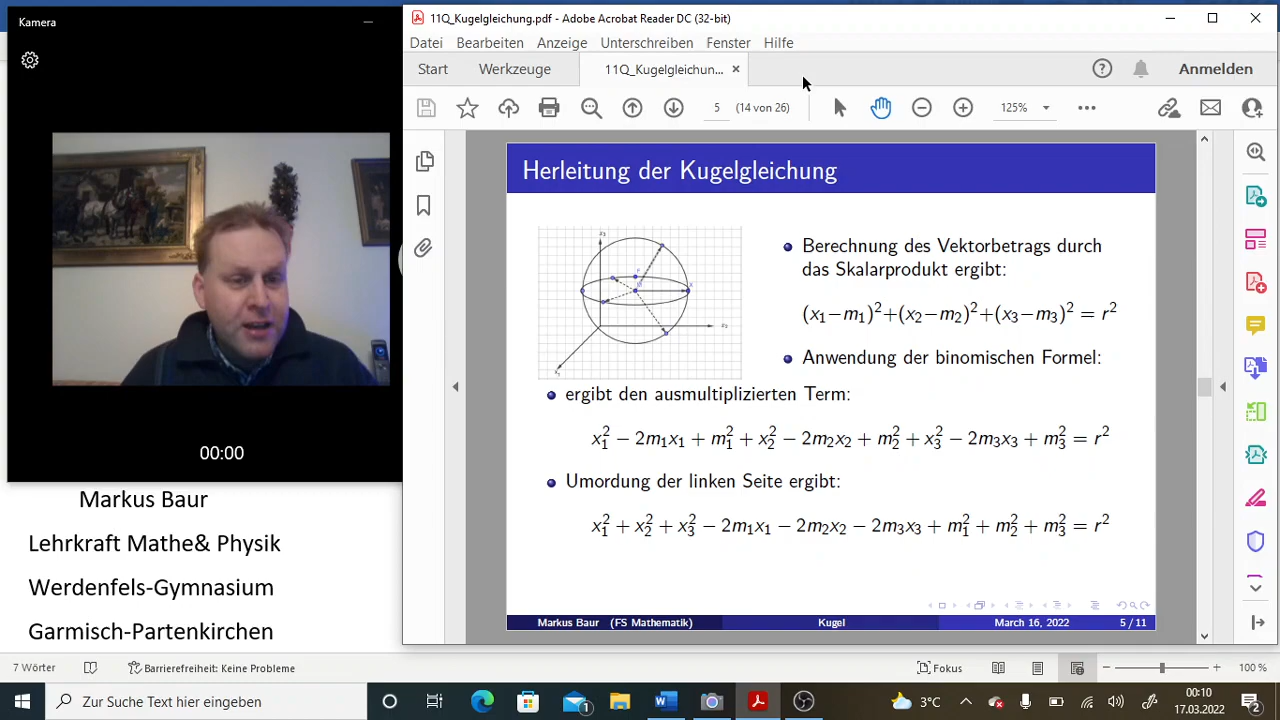 Kamera
00:00
Markus Baur
Lehrkraft Mathe& Physik
Werdenfels-Gymnasium
Garmisch-Partenkirchen
11Q_Kugelgleichung.pdf - Adobe Acrobat Reader DC (32-bit)
Datei Bearbeiten Anzeige Unterschreiben Fenster Hilfe
Start Werkzeuge 11Q_Kugelgleichun... × Anmelden
5 (14 von 26) 125%
Herleitung der Kugelgleichung
Berechnung des Vektorbetrags durch
das Skalarprodukt ergibt:
(x₁−m₁)²+(x₂−m₂)²+(x₃−m₃)² = r²
Anwendung der binomischen Formel:
ergibt den ausmultiplizierten Term:
x₁² − 2m₁x₁ + m₁² + x₂² − 2m₂x₂ + m₂² + x₃² − 2m₃x₃ + m₃² = r²
Umordung der linken Seite ergibt:
x₁² + x₂² + x₃² − 2m₁x₁ − 2m₂x₂ − 2m₃x₃ + m₁² + m₂² + m₃² = r²
Markus Baur (FS Mathematik) Kugel March 16, 2022 5 / 11
7 Wörter Barrierefreiheit: Keine Probleme Fokus 100 %
Zur Suche Text hier eingeben 1 3°C 00:10
17.03.2022 2